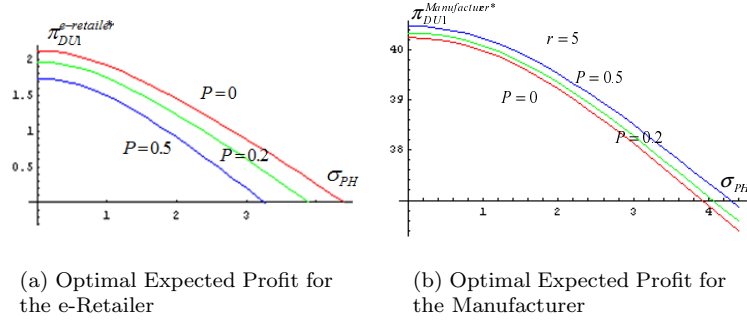 π_{DU1}^{e-retailer*}
2
1.5
1
0.5
P=0
P=0.2
P=0.5
σ_{PH}
1 2 3
π_{DU1}^{Manufacturer*}
40
39
38
r=5
P=0.5
P=0
P=0.2
σ_{PH}
1 2 3 4
(a) Optimal Expected Profit for
the e-Retailer
(b) Optimal Expected Profit for
the Manufacturer